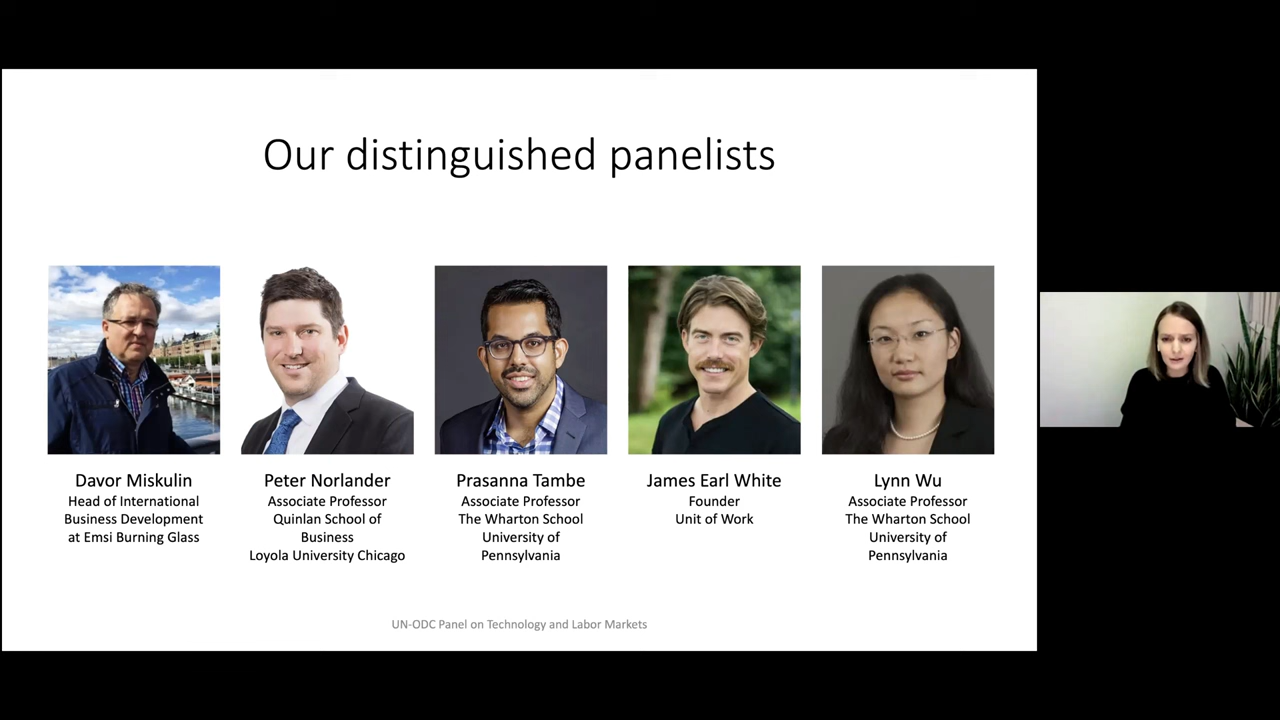 Our distinguished panelists
Davor Miskulin
Head of International
Business Development
at Emsi Burning Glass
Peter Norlander
Associate Professor
Quinlan School of
Business
Loyola University Chicago
Prasanna Tambe
Associate Professor
The Wharton School
University of
Pennsylvania
James Earl White
Founder
Unit of Work
Lynn Wu
Associate Professor
The Wharton School
University of
Pennsylvania
UN-ODC Panel on Technology and Labor Markets